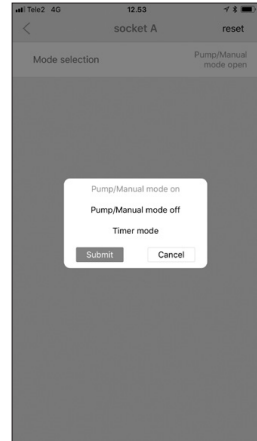 Tele2 4G 12.53
socket A reset
Mode selection Pump/Manual
mode open
Pump/Manual mode on
Pump/Manual mode off
Timer mode
Submit Cancel